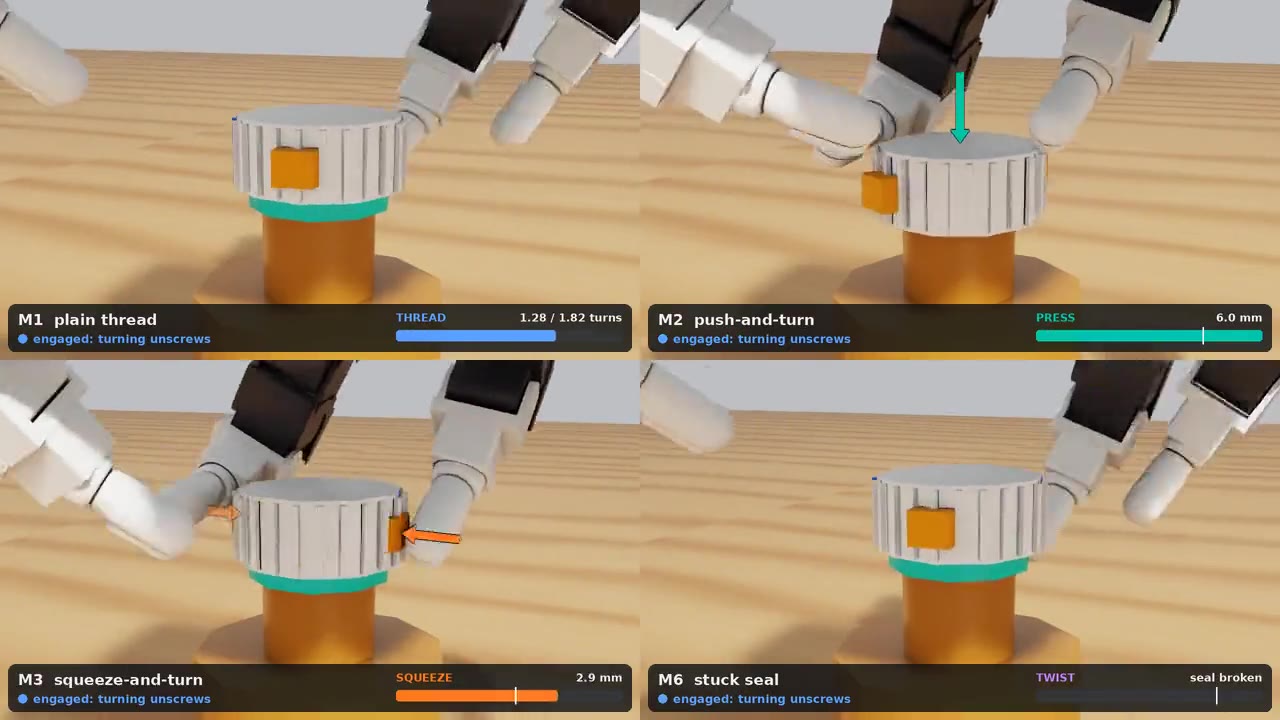 M1 plain thread
engaged: turning unscrews
THREAD 1.28 / 1.82 turns
M2 push-and-turn
engaged: turning unscrews
PRESS 6.0 mm
M3 squeeze-and-turn
engaged: turning unscrews
SQUEEZE 2.9 mm
M6 stuck seal
engaged: turning unscrews
TWIST seal broken